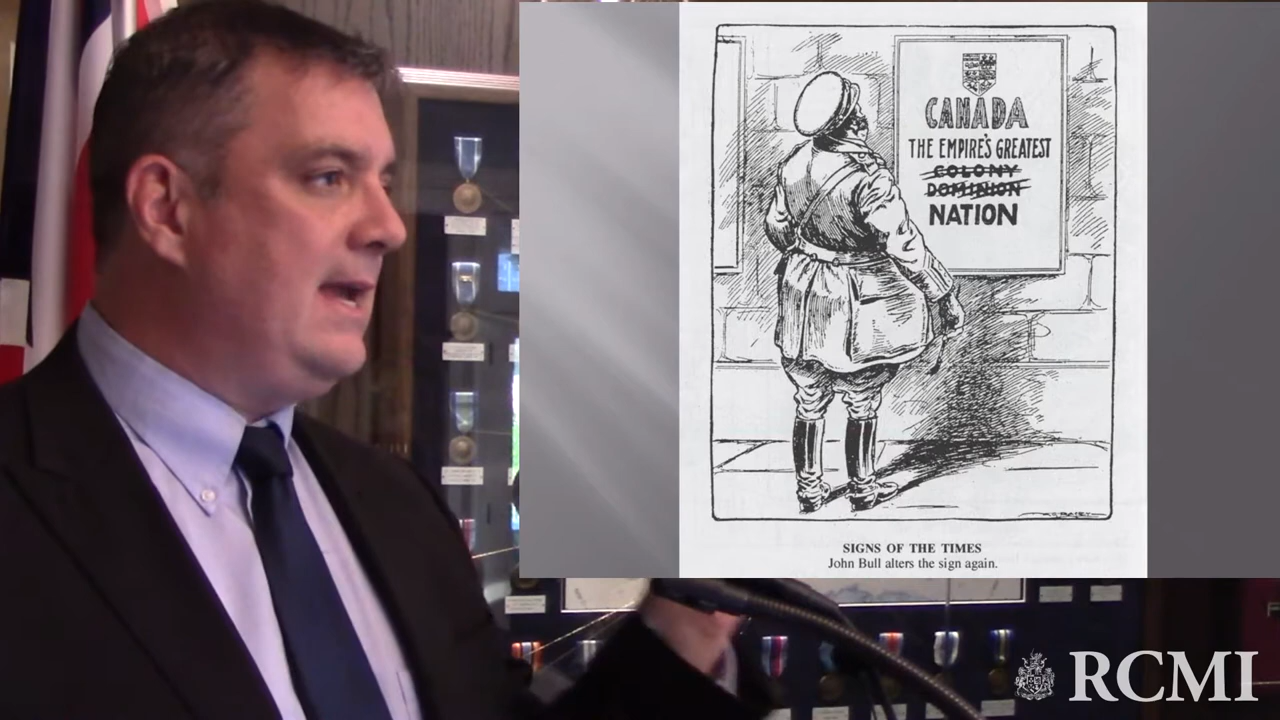 CANADA
THE EMPIRE'S GREATEST
COLONY
DOMINION
NATION
SIGNS OF THE TIMES
John Bull alters the sign again.
RCMI